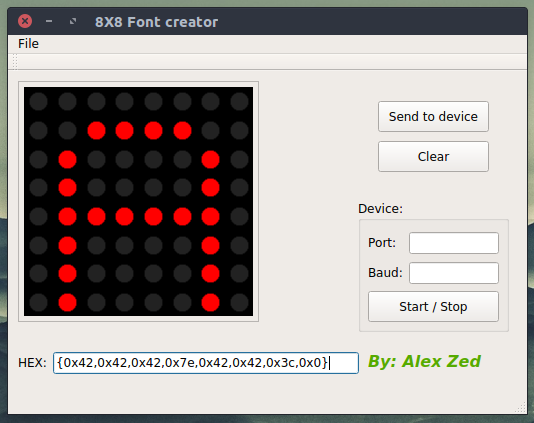 8X8 Font creator
File
Send to device
Clear
Device:
Port:
Baud:
Start / Stop
HEX: {0x42,0x42,0x42,0x7e,0x42,0x42,0x3c,0x0}
By: Alex Zed